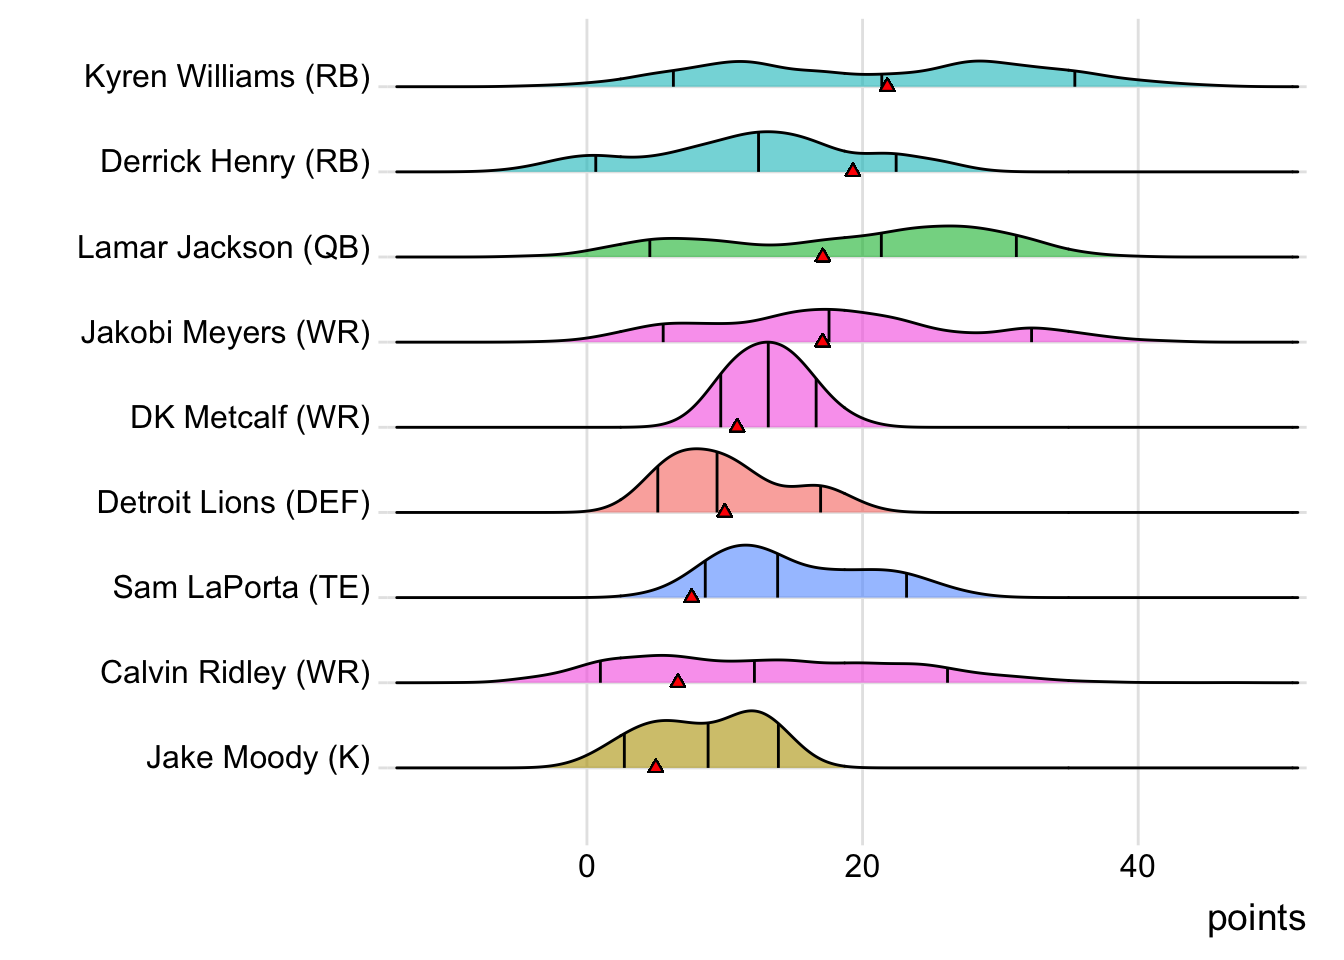 Kyren Williams (RB)
Derrick Henry (RB)
Lamar Jackson (QB)
Jakobi Meyers (WR)
DK Metcalf (WR)
Detroit Lions (DEF)
Sam LaPorta (TE)
Calvin Ridley (WR)
Jake Moody (K)
0 20 40
points